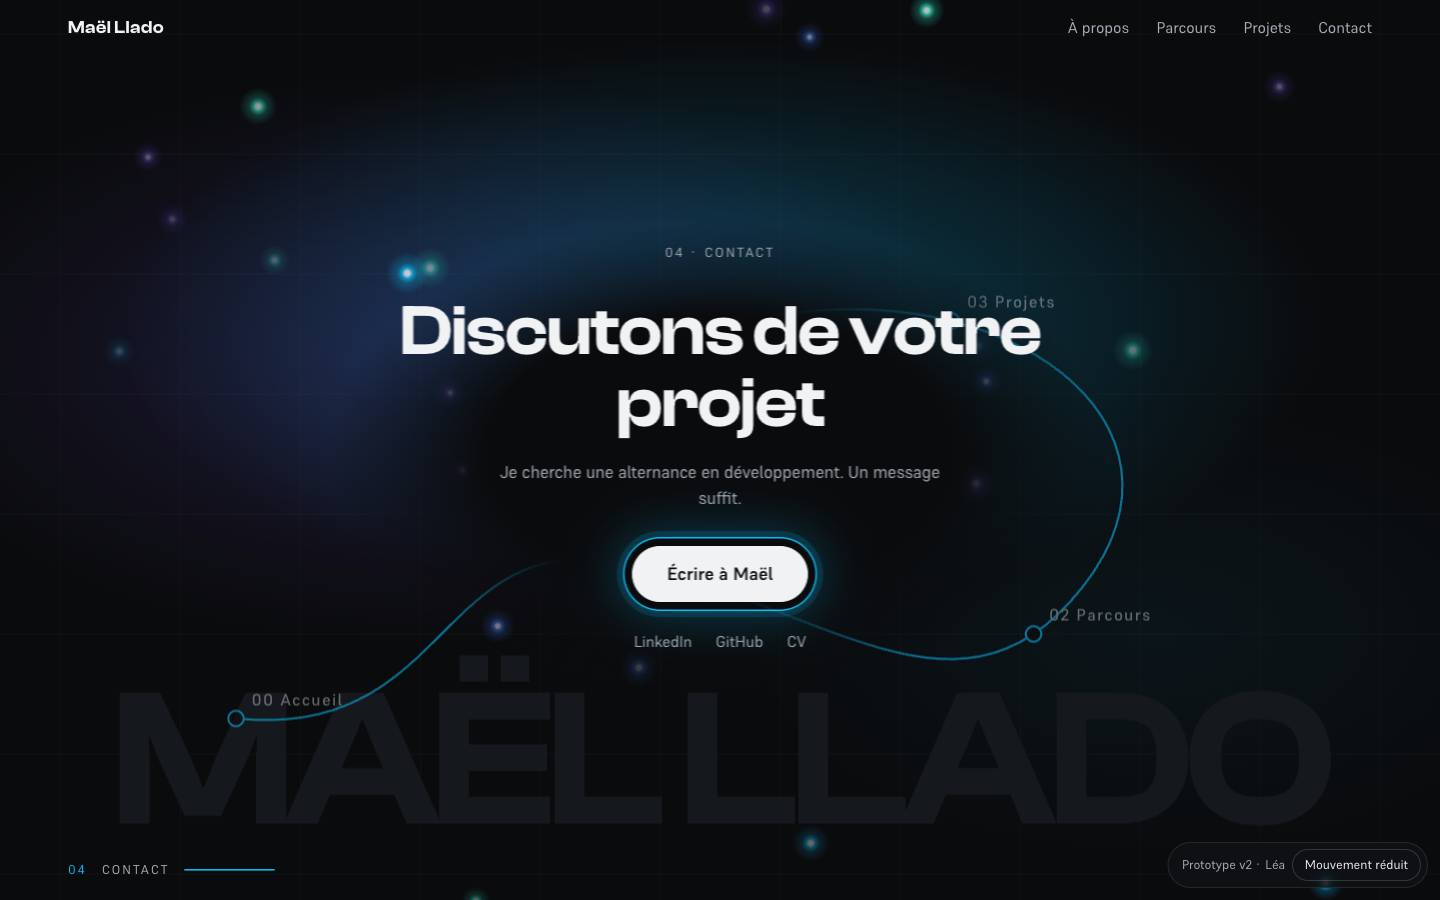 Maël Llado
À propos Parcours Projets Contact
04 · CONTACT
03 Projets
Discutons de votre
projet
Je cherche une alternance en développement. Un message
suffit.
Écrire à Maël
02 Parcours
LinkedIn GitHub CV
00 Accueil
MAËL LLADO
04 CONTACT
Prototype v2 · Léa Mouvement réduit